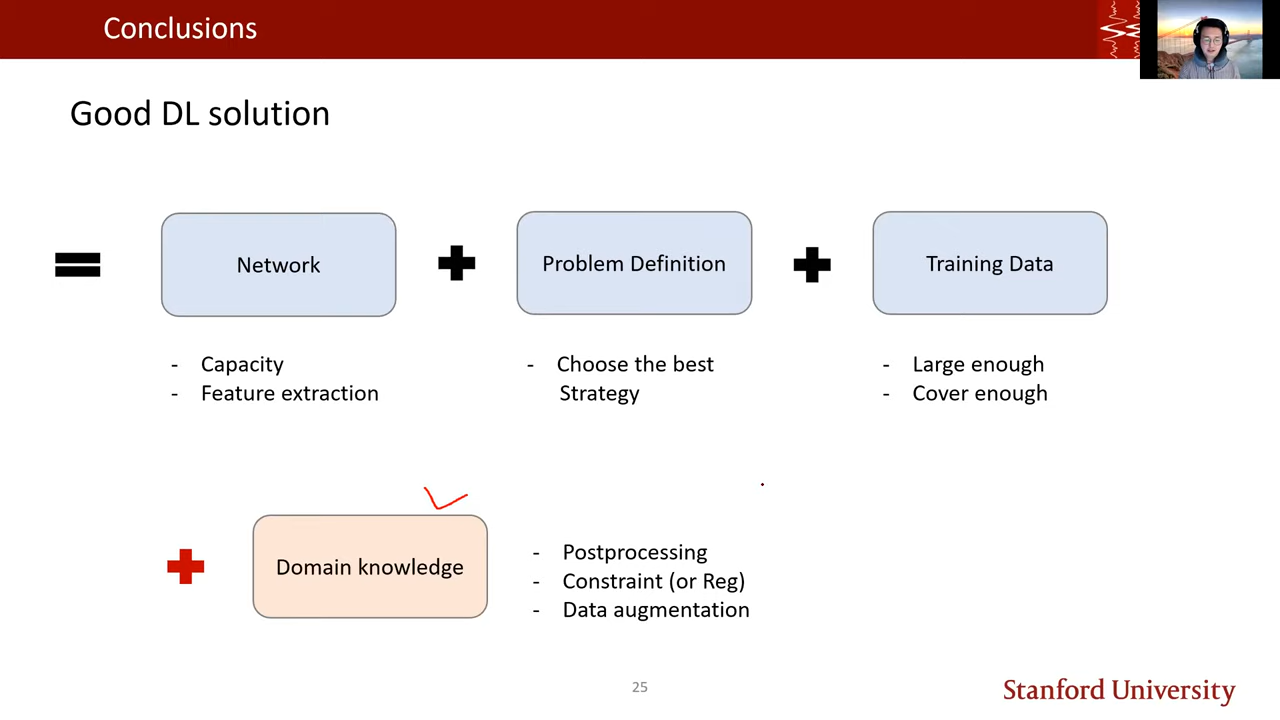 Conclusions
Good DL solution
Network
Problem Definition
Training Data
- Capacity
- Feature extraction
- Choose the best
Strategy
- Large enough
- Cover enough
Domain knowledge
- Postprocessing
- Constraint (or Reg)
- Data augmentation
25
Stanford University